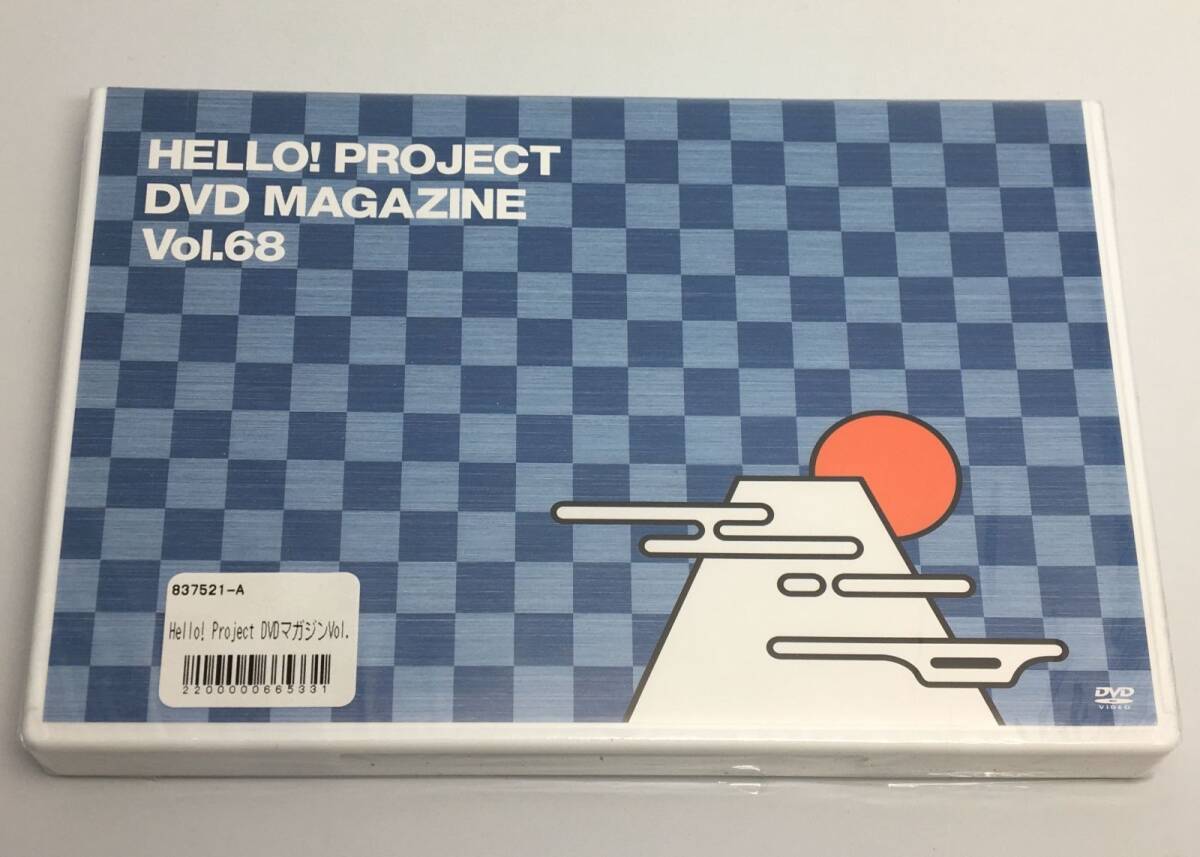 HELLO! PROJECT
DVD MAGAZINE
Vol.68
837521-A
Hello! Project DVDマガジンVol.
2200000665331
DVD
VIDEO